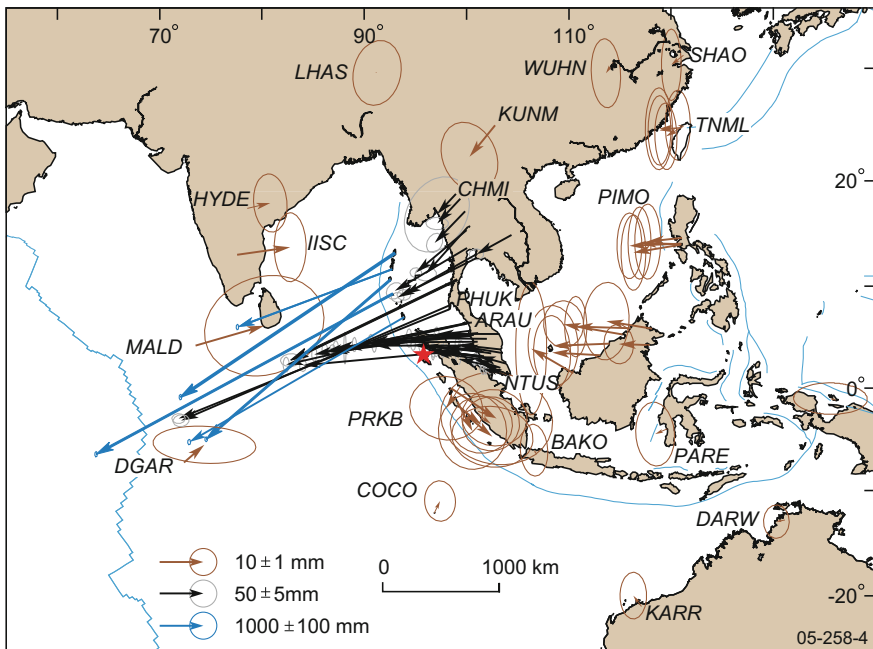 70° 90° 110°
LHAS WUHN SHAO
KUNM TNML
HYDE CHMI PIMO 20°
IISC
PHUK
ARAU
MALD
NTUS 0°
PRKB BAKO PARE
DGAR
COCO DARW
10 ± 1 mm 0 1000 km
50 ± 5mm -20°
KARR
1000 ± 100 mm 05-258-4